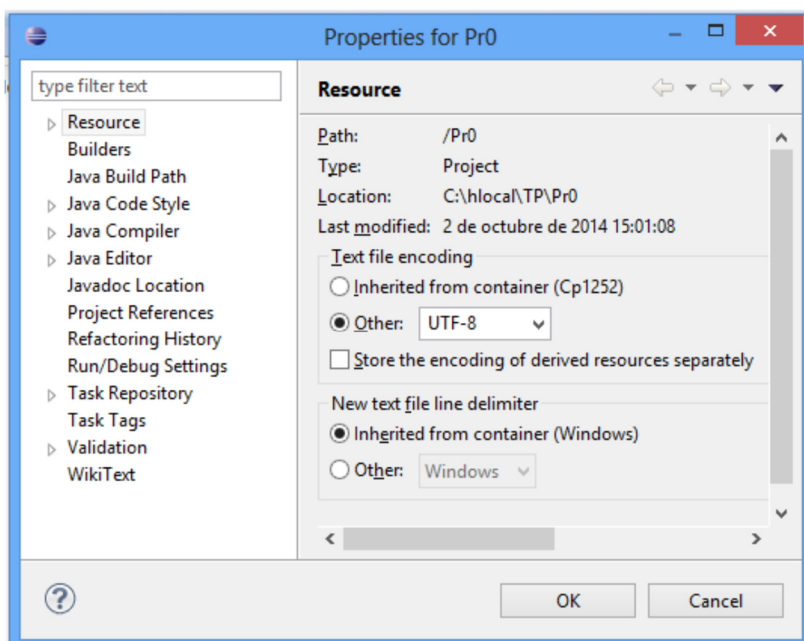 Properties for Pr0
type filter text
Resource
Builders
Java Build Path
Java Code Style
Java Compiler
Java Editor
Javadoc Location
Project References
Refactoring History
Run/Debug Settings
Task Repository
Task Tags
Validation
WikiText
Resource
Path: /Pr0
Type: Project
Location: C:\hlocal\TP\Pr0
Last modified: 2 de octubre de 2014 15:01:08
Text file encoding
Inherited from container (Cp1252)
Other: UTF-8
Store the encoding of derived resources separately
New text file line delimiter
Inherited from container (Windows)
Other: Windows
OK Cancel